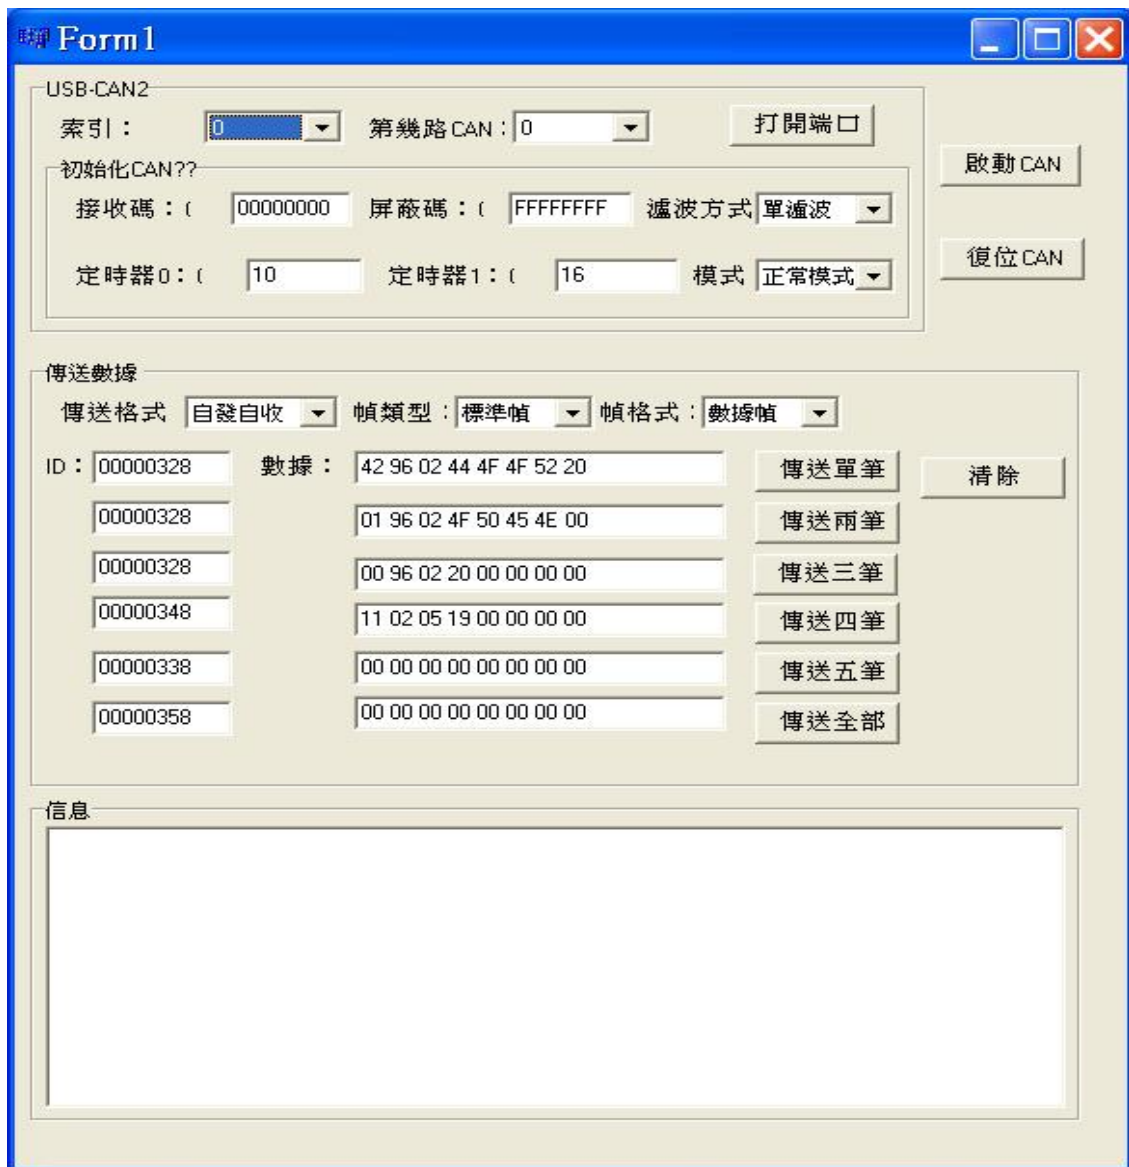 Form1
USB-CAN2
索引： 0 第幾路CAN： 0 打開端口
啟動CAN
初始化CAN??
接收碼：( 00000000 屏蔽碼：( FFFFFFFF 濾波方式 單濾波
復位CAN
定時器0：( 10 定時器1：( 16 模式 正常模式
傳送數據
傳送格式 自發自收 幀類型： 標準幀 幀格式： 數據幀
ID： 00000328 數據： 42 96 02 44 4F 4F 52 20 傳送單筆 清除
00000328 01 96 02 4F 50 45 4E 00 傳送兩筆
00000328 00 96 02 20 00 00 00 00 傳送三筆
00000348 11 02 05 19 00 00 00 00 傳送四筆
00000338 00 00 00 00 00 00 00 00 傳送五筆
00000358 00 00 00 00 00 00 00 00 傳送全部
信息